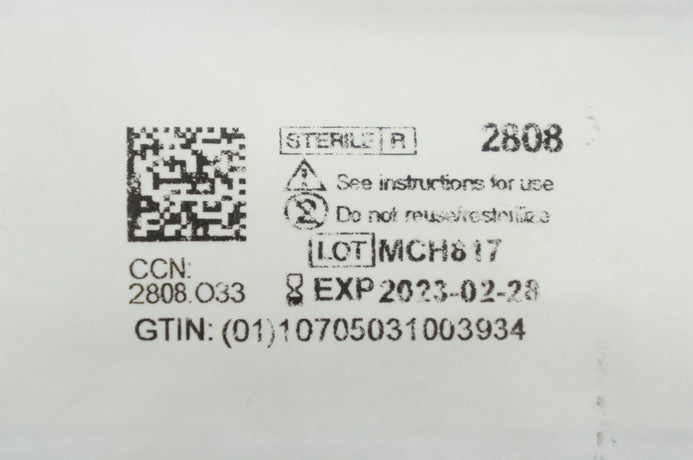 STERILE R 2808
See instructions for use
Do not reuse/resterilize
LOT MCH817
CCN:
2808.O33
EXP 2023-02-28
GTIN: (01)10705031003934